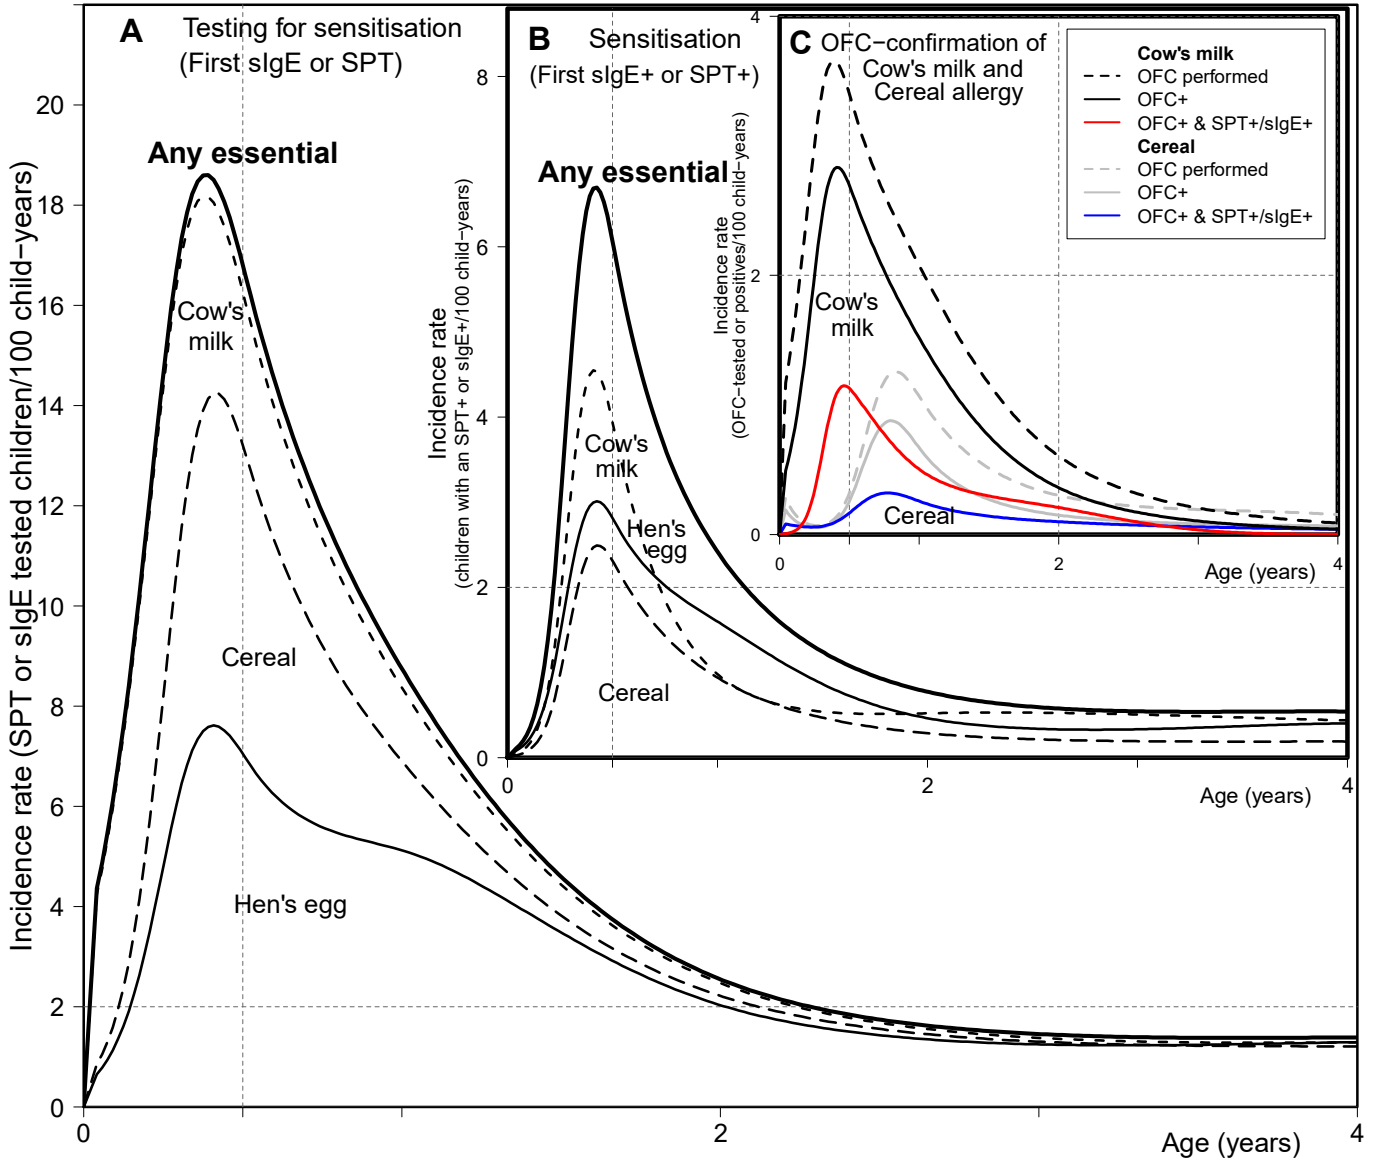 A
Testing for sensitisation
(First sIgE or SPT)
Any essential
Cow's
milk
Cereal
Hen's egg
Incidence rate (SPT or sIgE tested children/100 child−years)
0
2
4
6
8
10
12
14
16
18
20
0
2
4
Age (years)
B
Sensitisation
(First sIgE+ or SPT+)
Any essential
Cow's
milk
Hen's
egg
Cereal
Incidence rate
(children with an SPT+ or sIgE+/100 child−years)
0
2
4
6
8
0
2
4
Age (years)
C
OFC−confirmation of
Cow's milk and
Cereal allergy
Cow's
milk
Cereal
Incidence rate
(OFC−tested or positives/100 child−years)
0
2
4
0
2
4
Age (years)
Cow's milk
OFC performed
OFC+
OFC+ & SPT+/sIgE+
Cereal
OFC performed
OFC+
OFC+ & SPT+/sIgE+